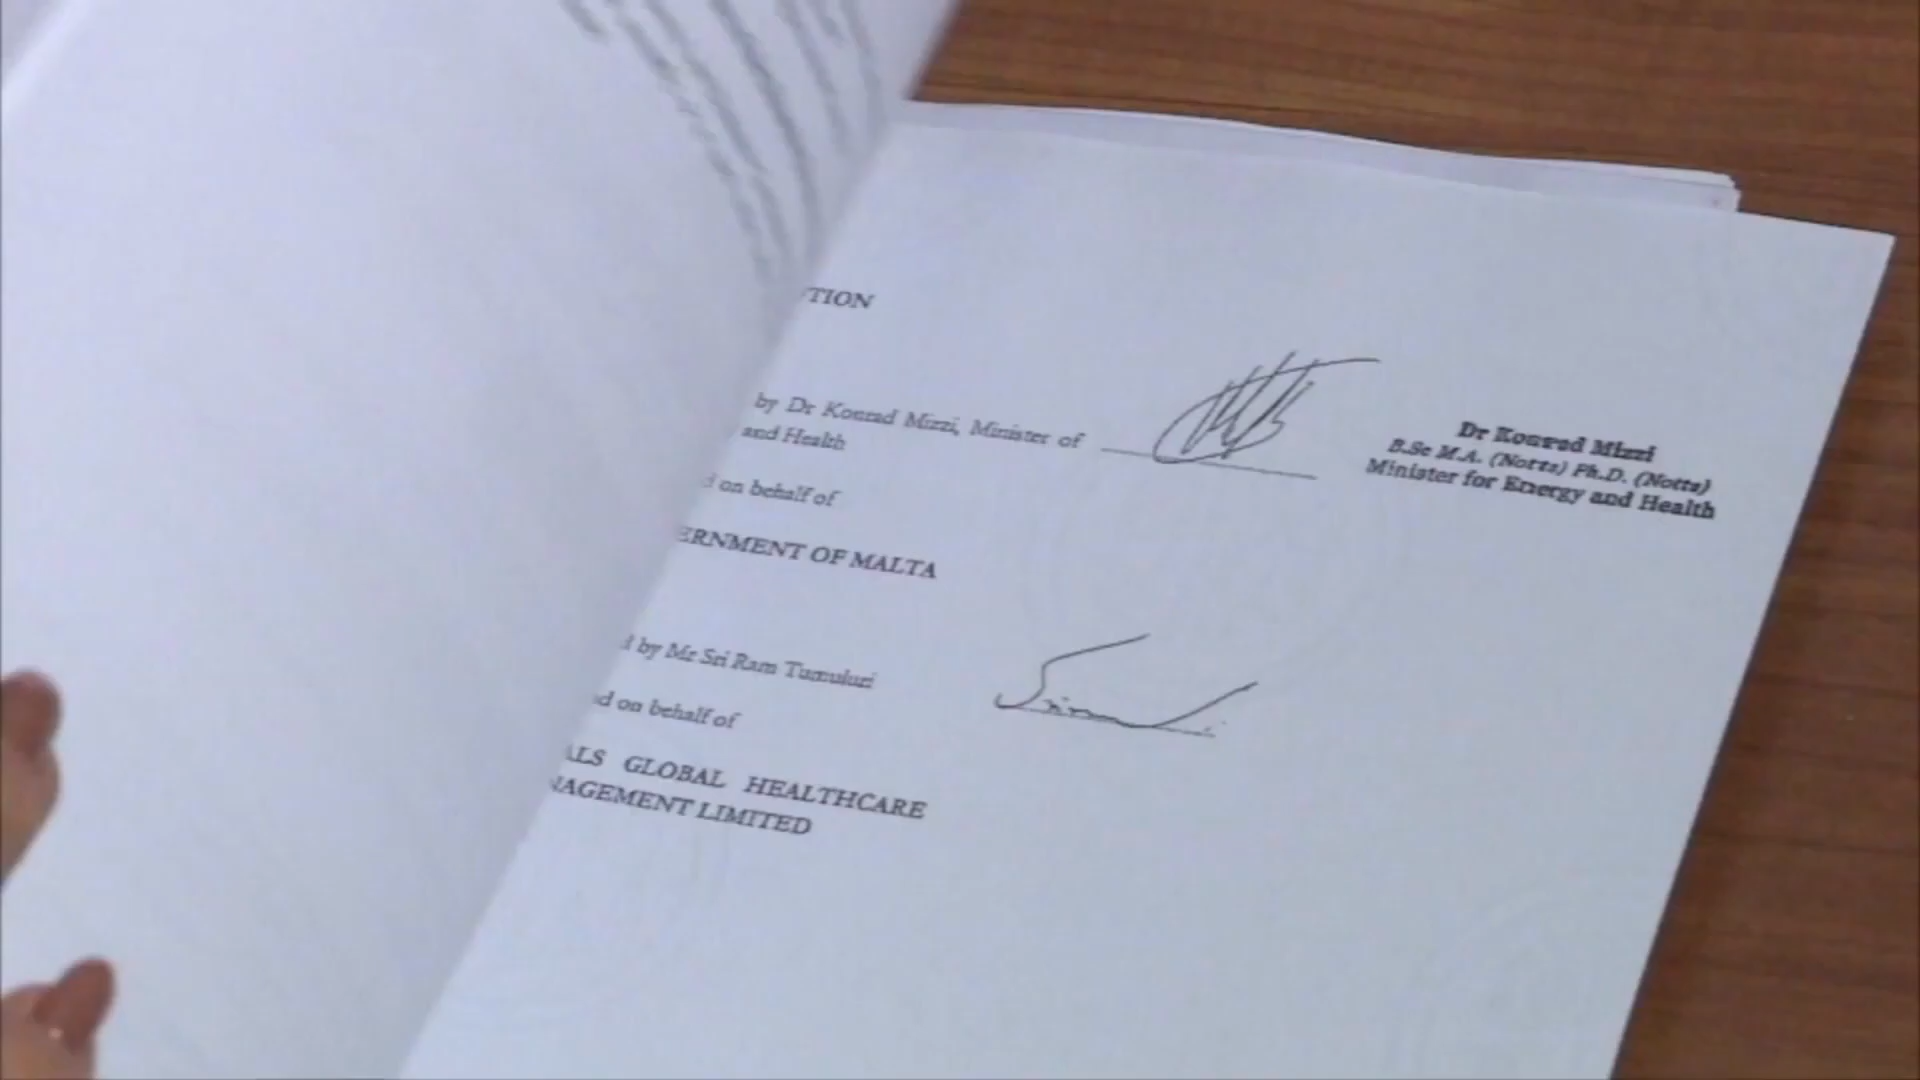 TION
by Dr Konrad Mizzi, Minister of
and Health
Dr Konrad Mizzi
B.Sc M.A. (Notts) Ph.D. (Notts)
Minister for Energy and Health
on behalf of
ERNMENT OF MALTA
by Mr Sri Ram Tumuluri
d on behalf of
ALS GLOBAL HEALTHCARE
NAGEMENT LIMITED